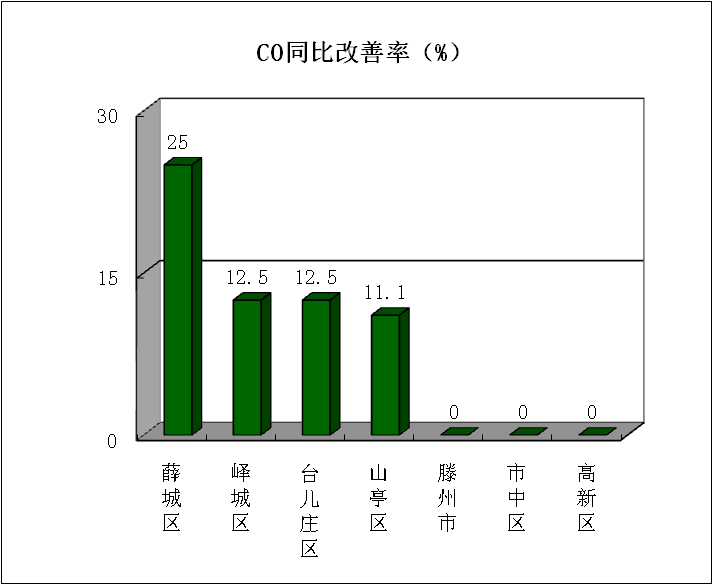 CO同比改善率（%）
30
15
0
25
12.5
12.5
11.1
0
0
0
薛城区
峄城区
台儿庄区
山亭区
滕州市
市中区
高新区